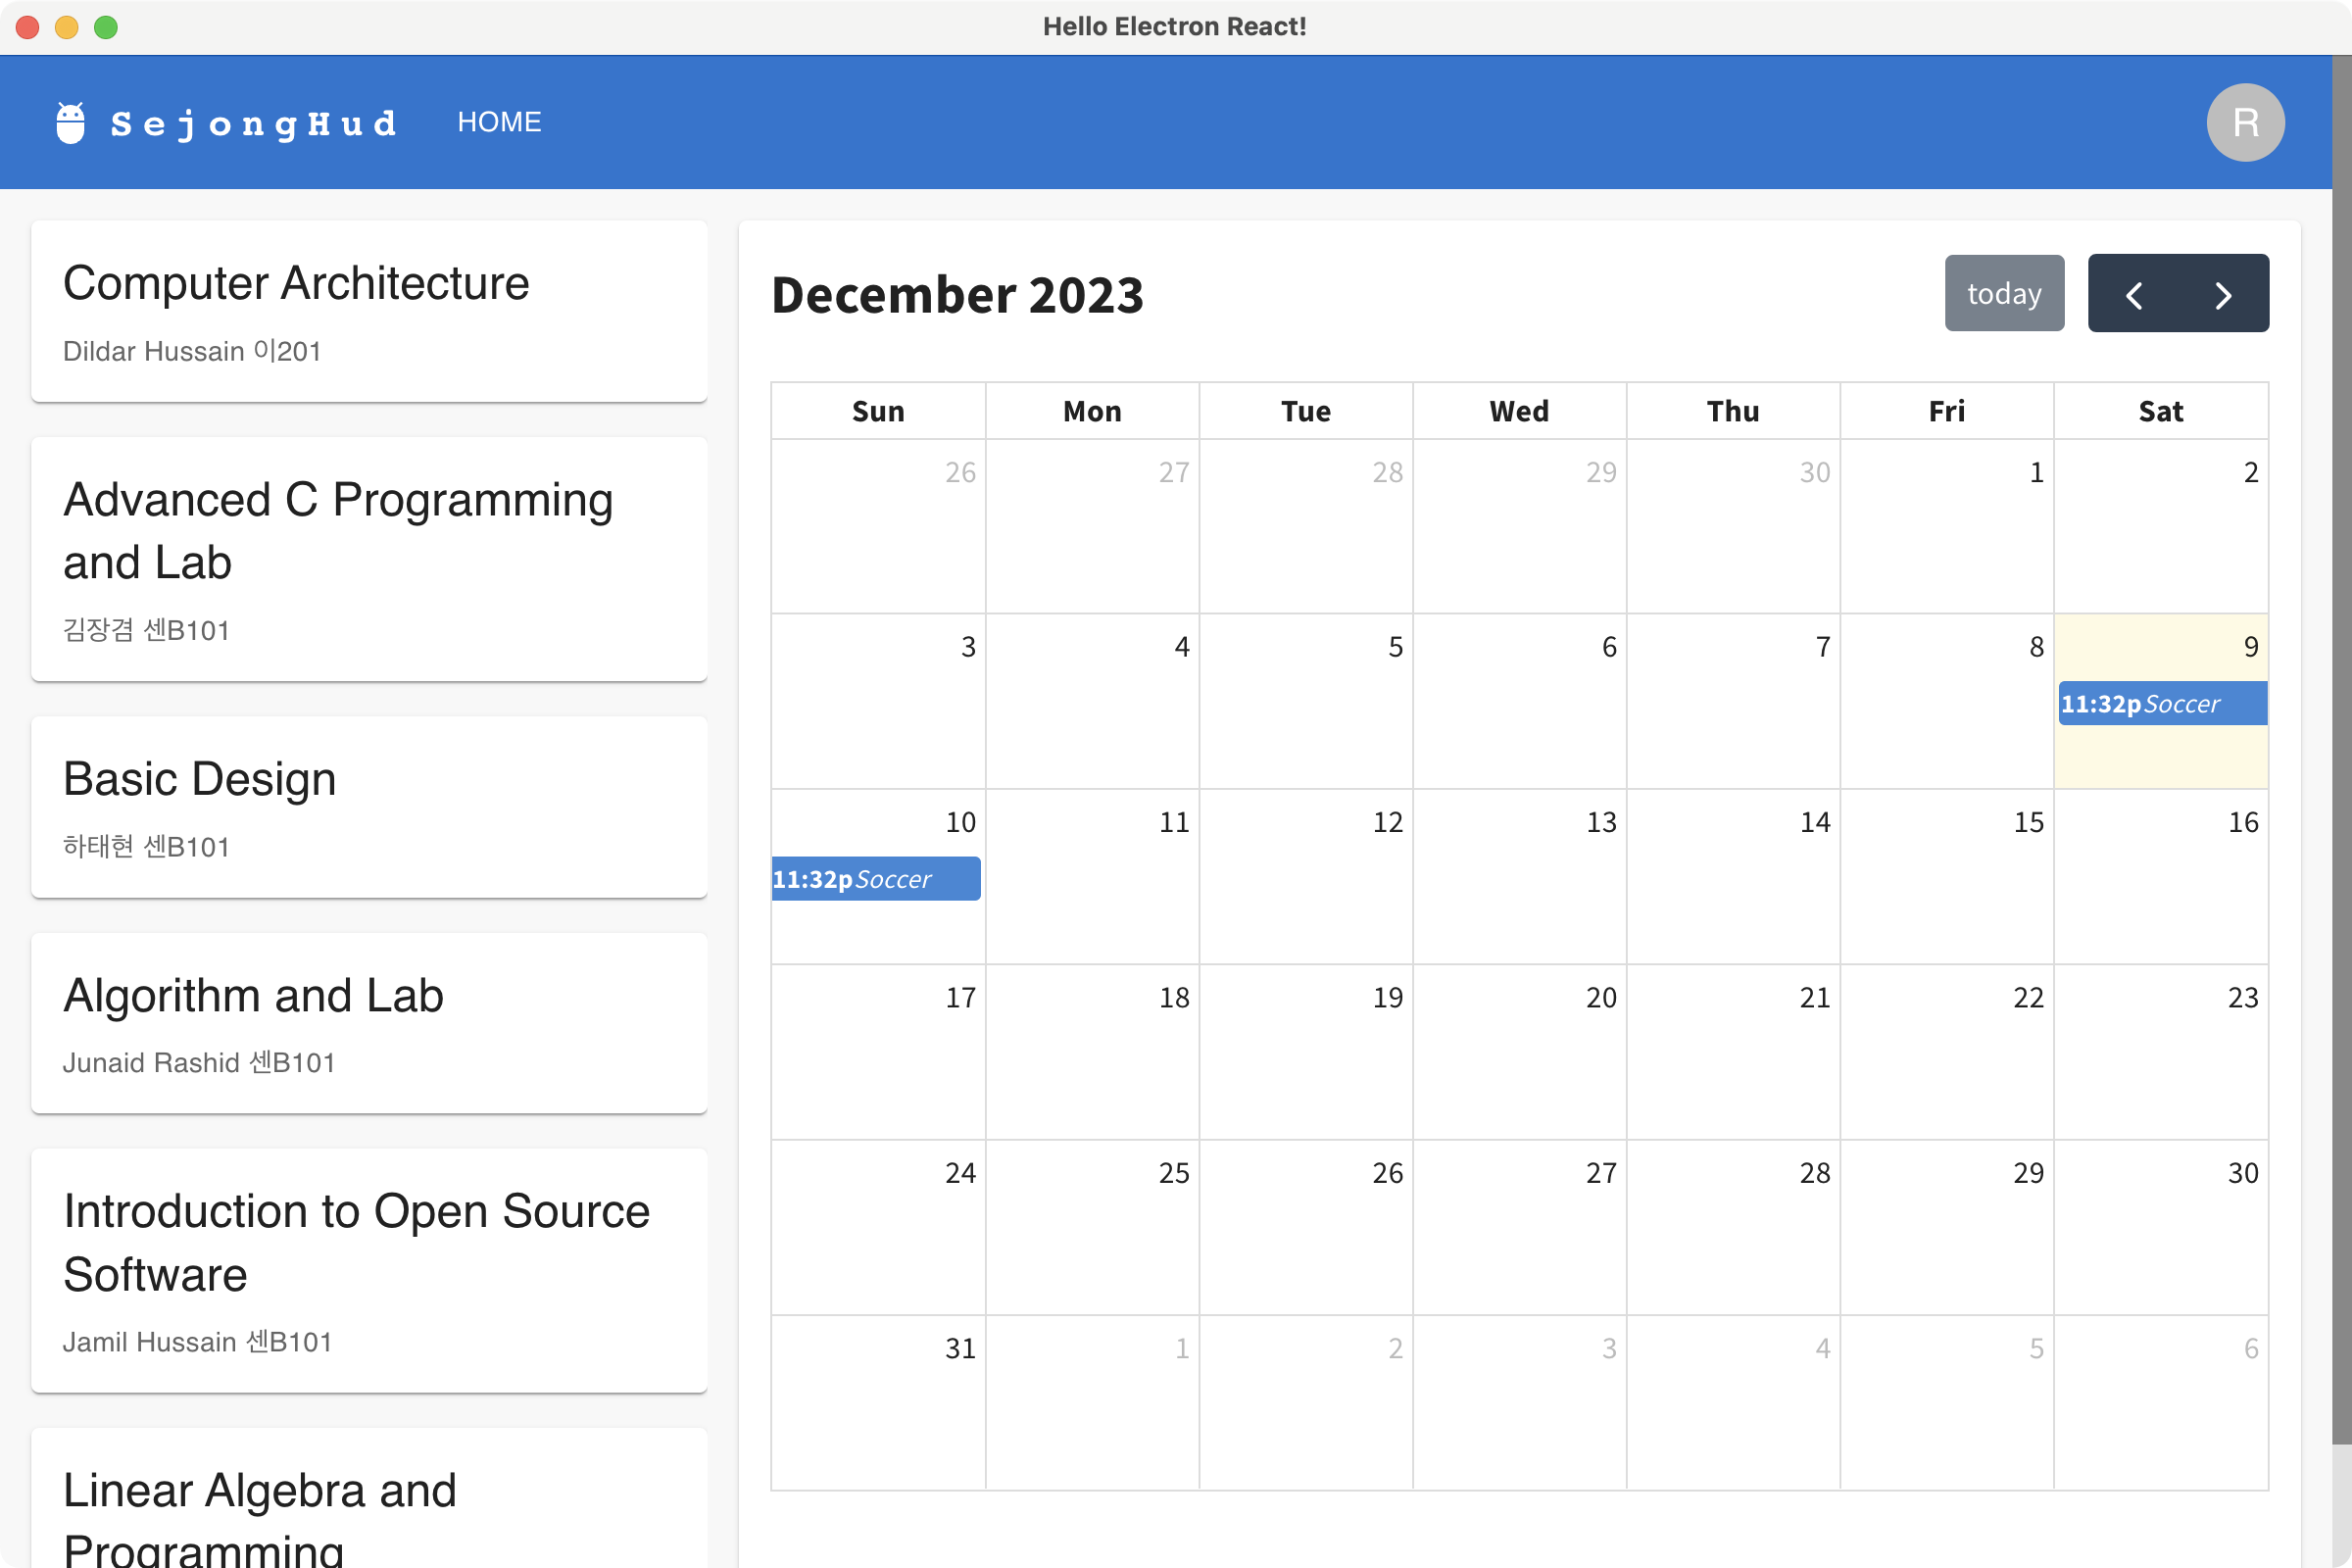 Hello Electron React!
SejongHud
HOME
R
Computer Architecture
Dildar Hussain 이201
Advanced C Programming
and Lab
김장겸 센B101
Basic Design
하태현 센B101
Algorithm and Lab
Junaid Rashid 센B101
Introduction to Open Source
Software
Jamil Hussain 센B101
Linear Algebra and
Programming
December 2023
today
Sun Mon Tue Wed Thu Fri Sat
26 27 28 29 30 1 2
3 4 5 6 7 8 9
11:32p Soccer
10 11 12 13 14 15 16
11:32p Soccer
17 18 19 20 21 22 23
24 25 26 27 28 29 30
31 1 2 3 4 5 6